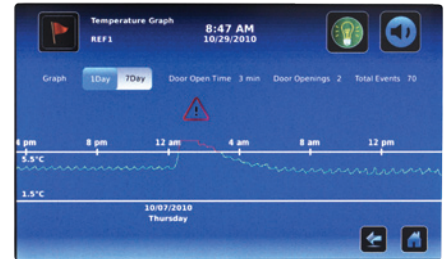 Temperature Graph
REF1
8:47 AM
10/29/2010
Graph 1Day 7Day Door Open Time 3 min Door Openings 2 Total Events 70
4 pm 8 pm 12 am 4 am 8 am 12 pm
5.5°C
1.5°C
10/07/2010
Thursday